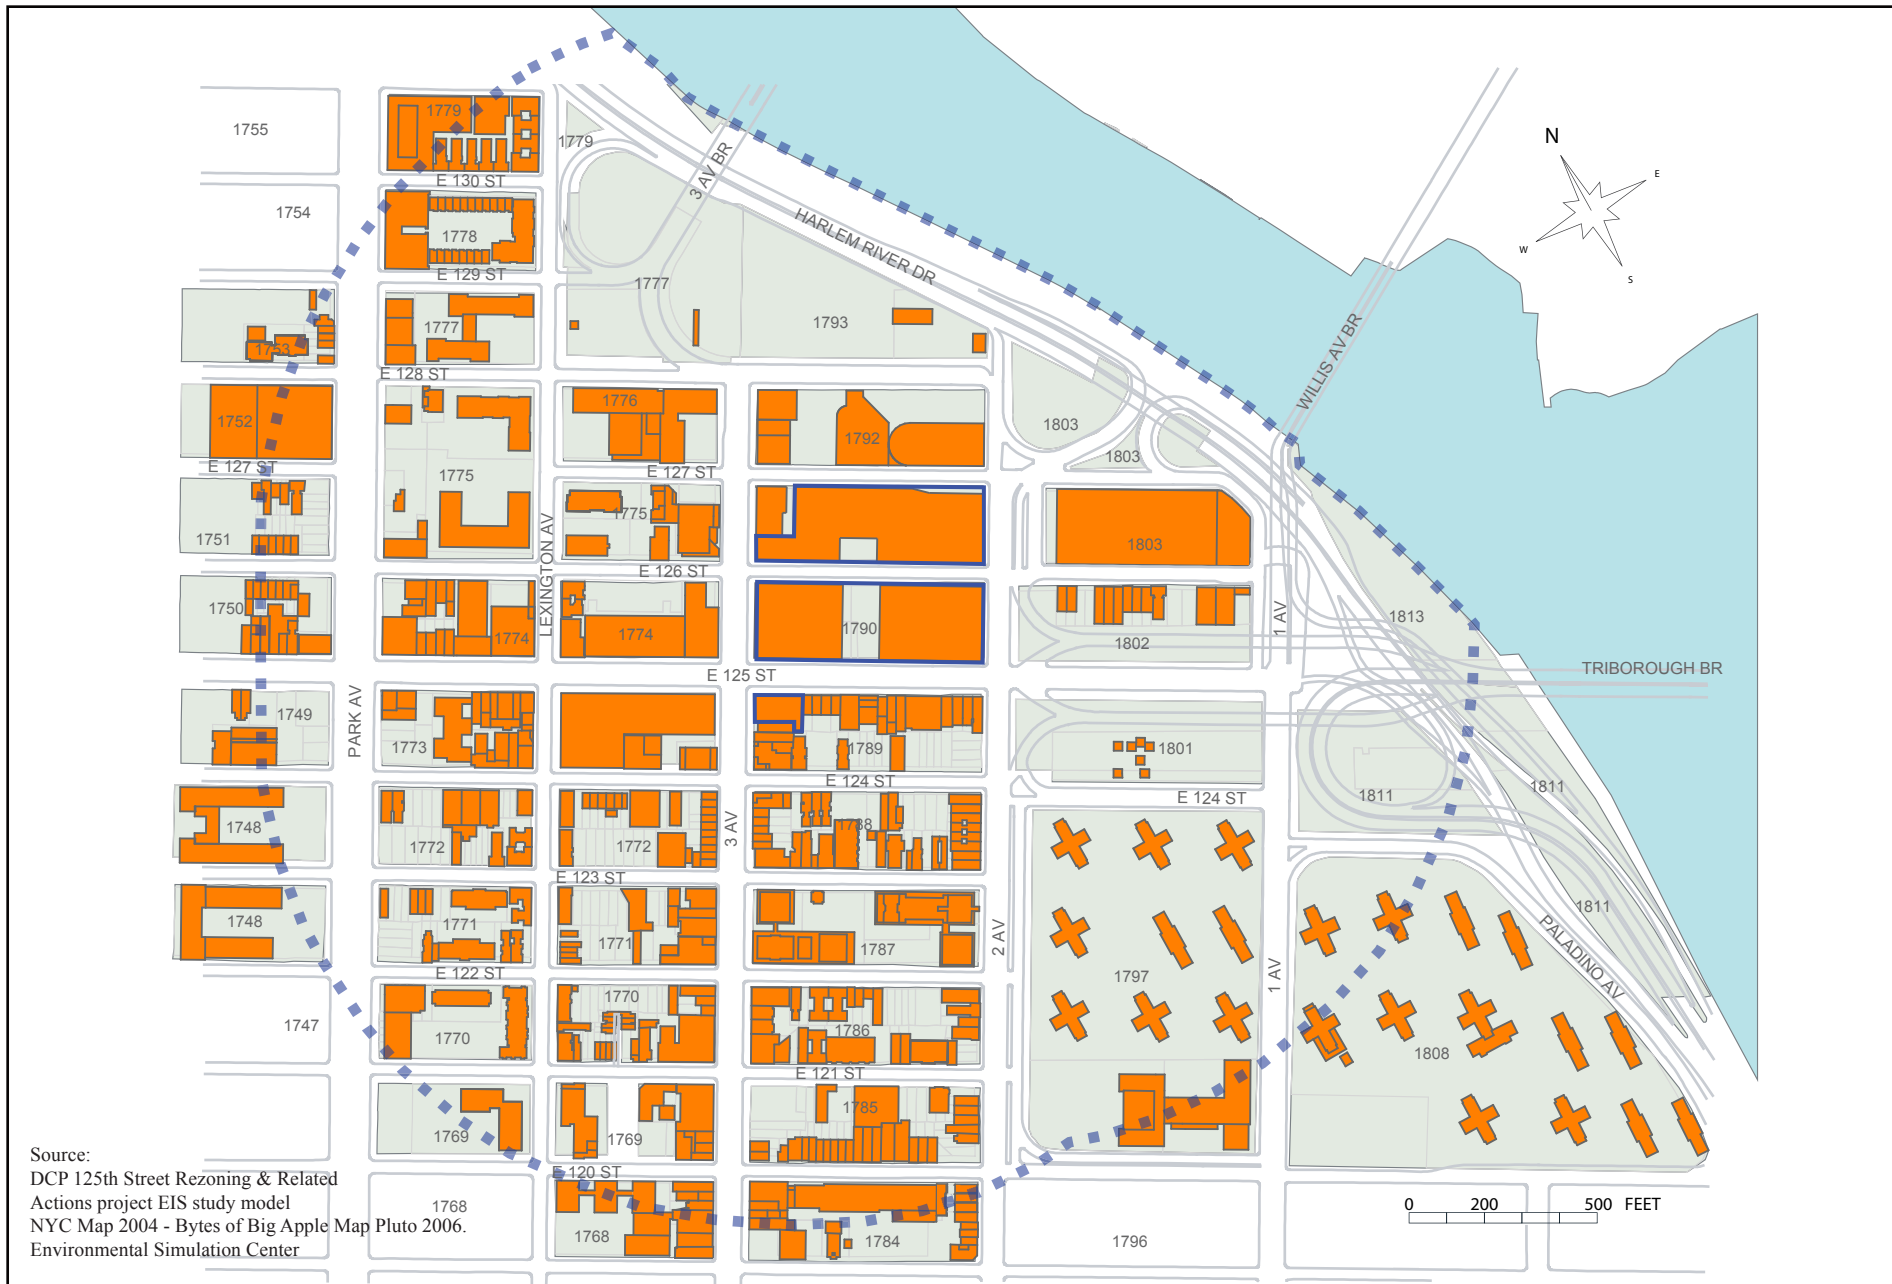 1755
1779
1779
E 130 ST
3 AV BR
N
E
W
S
1754
1778
HARLEM RIVER DR
E 129 ST
1777
1793
1777
1753
WILLIS AV BR
E 128 ST
1752
1776
1792
1803
1803
E 127 ST
E 127 ST
1775
1775
1751
LEXINGTON AV
1803
E 126 ST
1750
1774
1774
1790
1802
1 AV
1813
TRIBOROUGH BR
E 125 ST
1749
PARK AV
1773
1789
1801
E 124 ST
E 124 ST
1811
1811
1748
1772
1772
3 AV
1788
E 123 ST
1748
1771
1771
1787
2 AV
1811
PALADINO AV
E 122 ST
1797
1 AV
1747
1770
1770
1786
1808
E 121 ST
1769
1769
1785
E 120 ST
1768
1768
1784
1796
Source:
DCP 125th Street Rezoning & Related
Actions project EIS study model
NYC Map 2004 - Bytes of Big Apple Map Pluto 2006.
Environmental Simulation Center
0 200 500 FEET